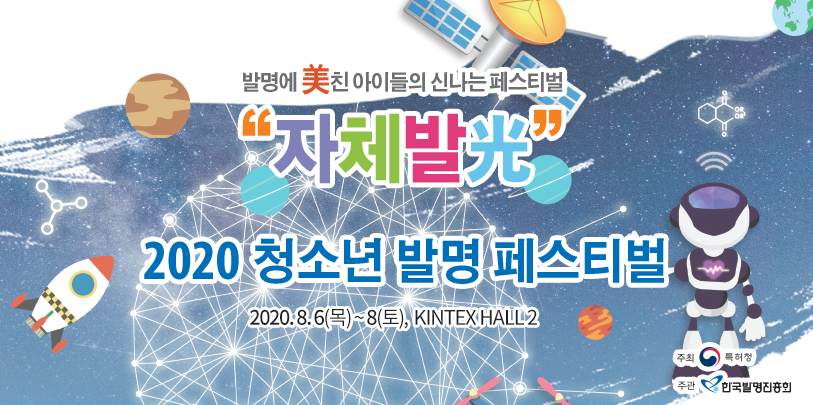 발명에 美친 아이들의 신나는 페스티벌
“자체발光”
2020 청소년 발명 페스티벌
2020. 8. 6(목) ~ 8(토), KINTEX HALL 2
주최 특허청
주관 한국발명진흥회